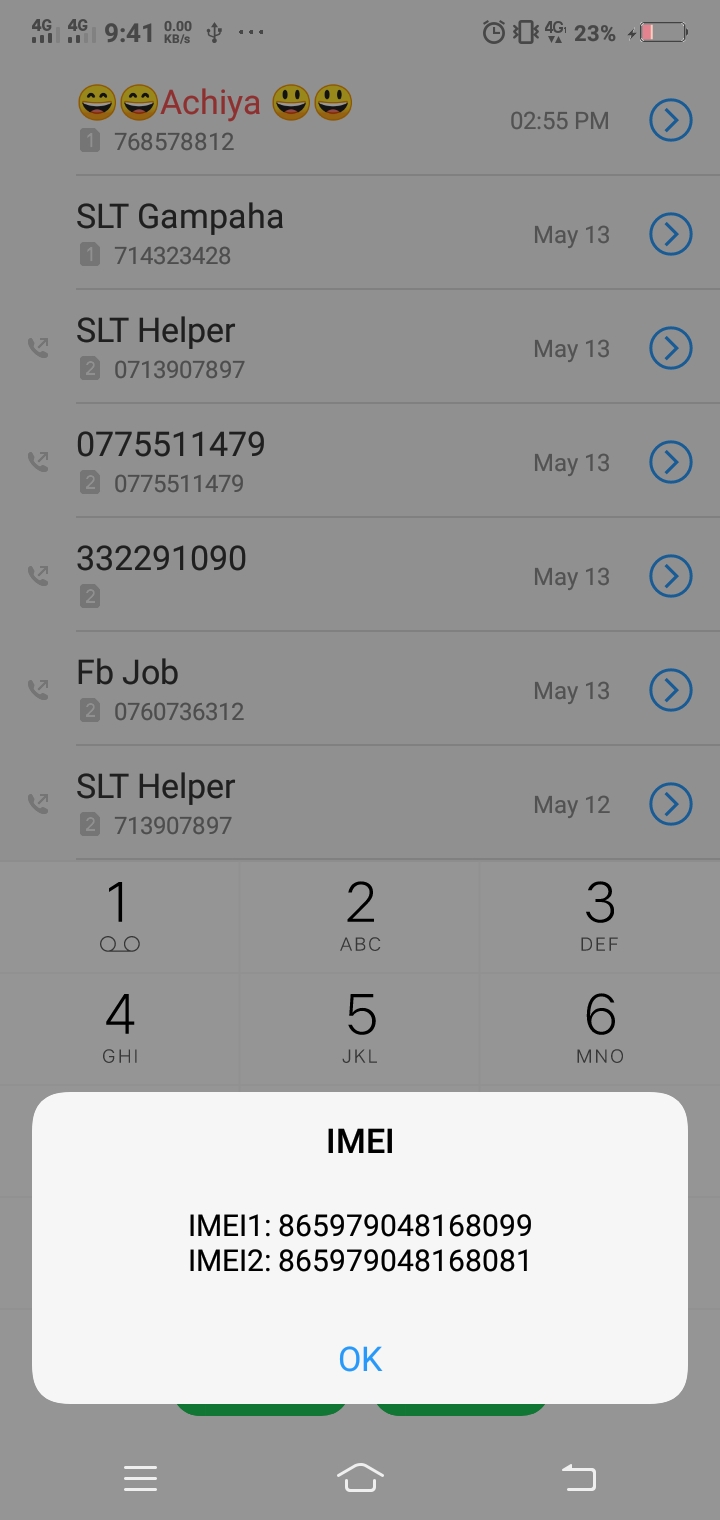 4G 4G 9:41 0.00 KB/s ... 4G 23%
😄😄Achiya 😃😃
1 768578812
02:55 PM
SLT Gampaha
1 714323428
May 13
SLT Helper
2 0713907897
May 13
0775511479
2 0775511479
May 13
332291090
2
May 13
Fb Job
2 0760736312
May 13
SLT Helper
2 713907897
May 12
1 2 3
ABC DEF
4 5 6
GHI JKL MNO
IMEI
IMEI1: 865979048168099
IMEI2: 865979048168081
OK